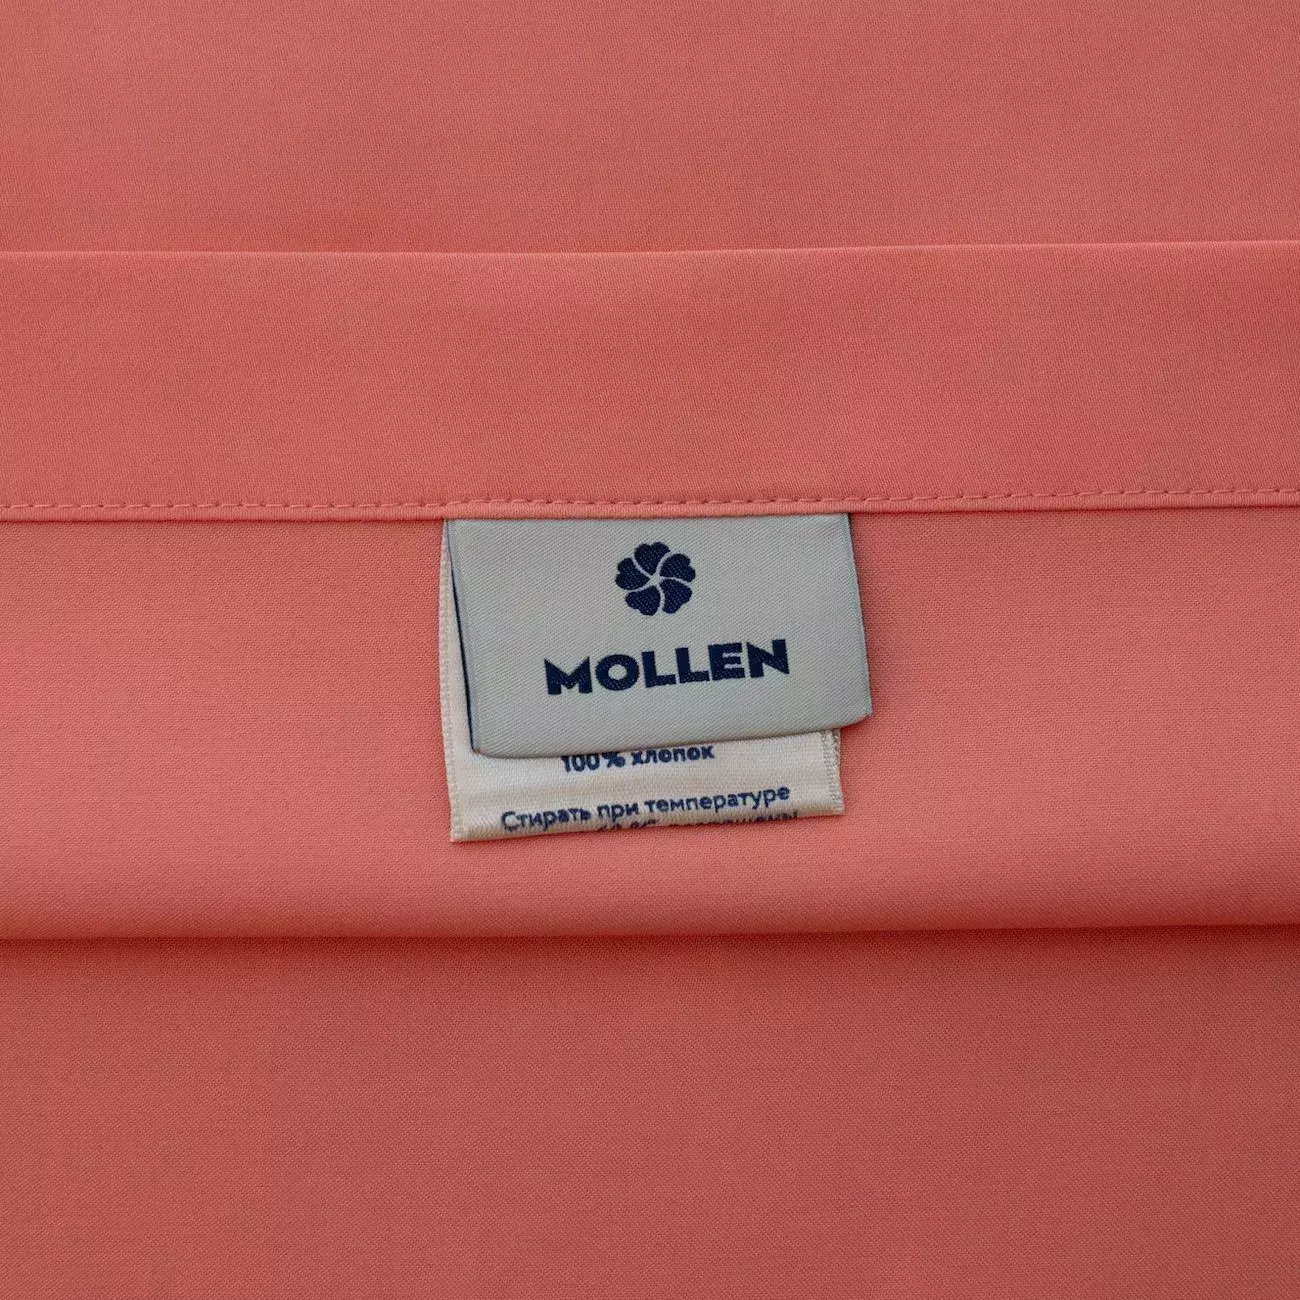 MOLLEN
100% хлопок
Стирать при температуре